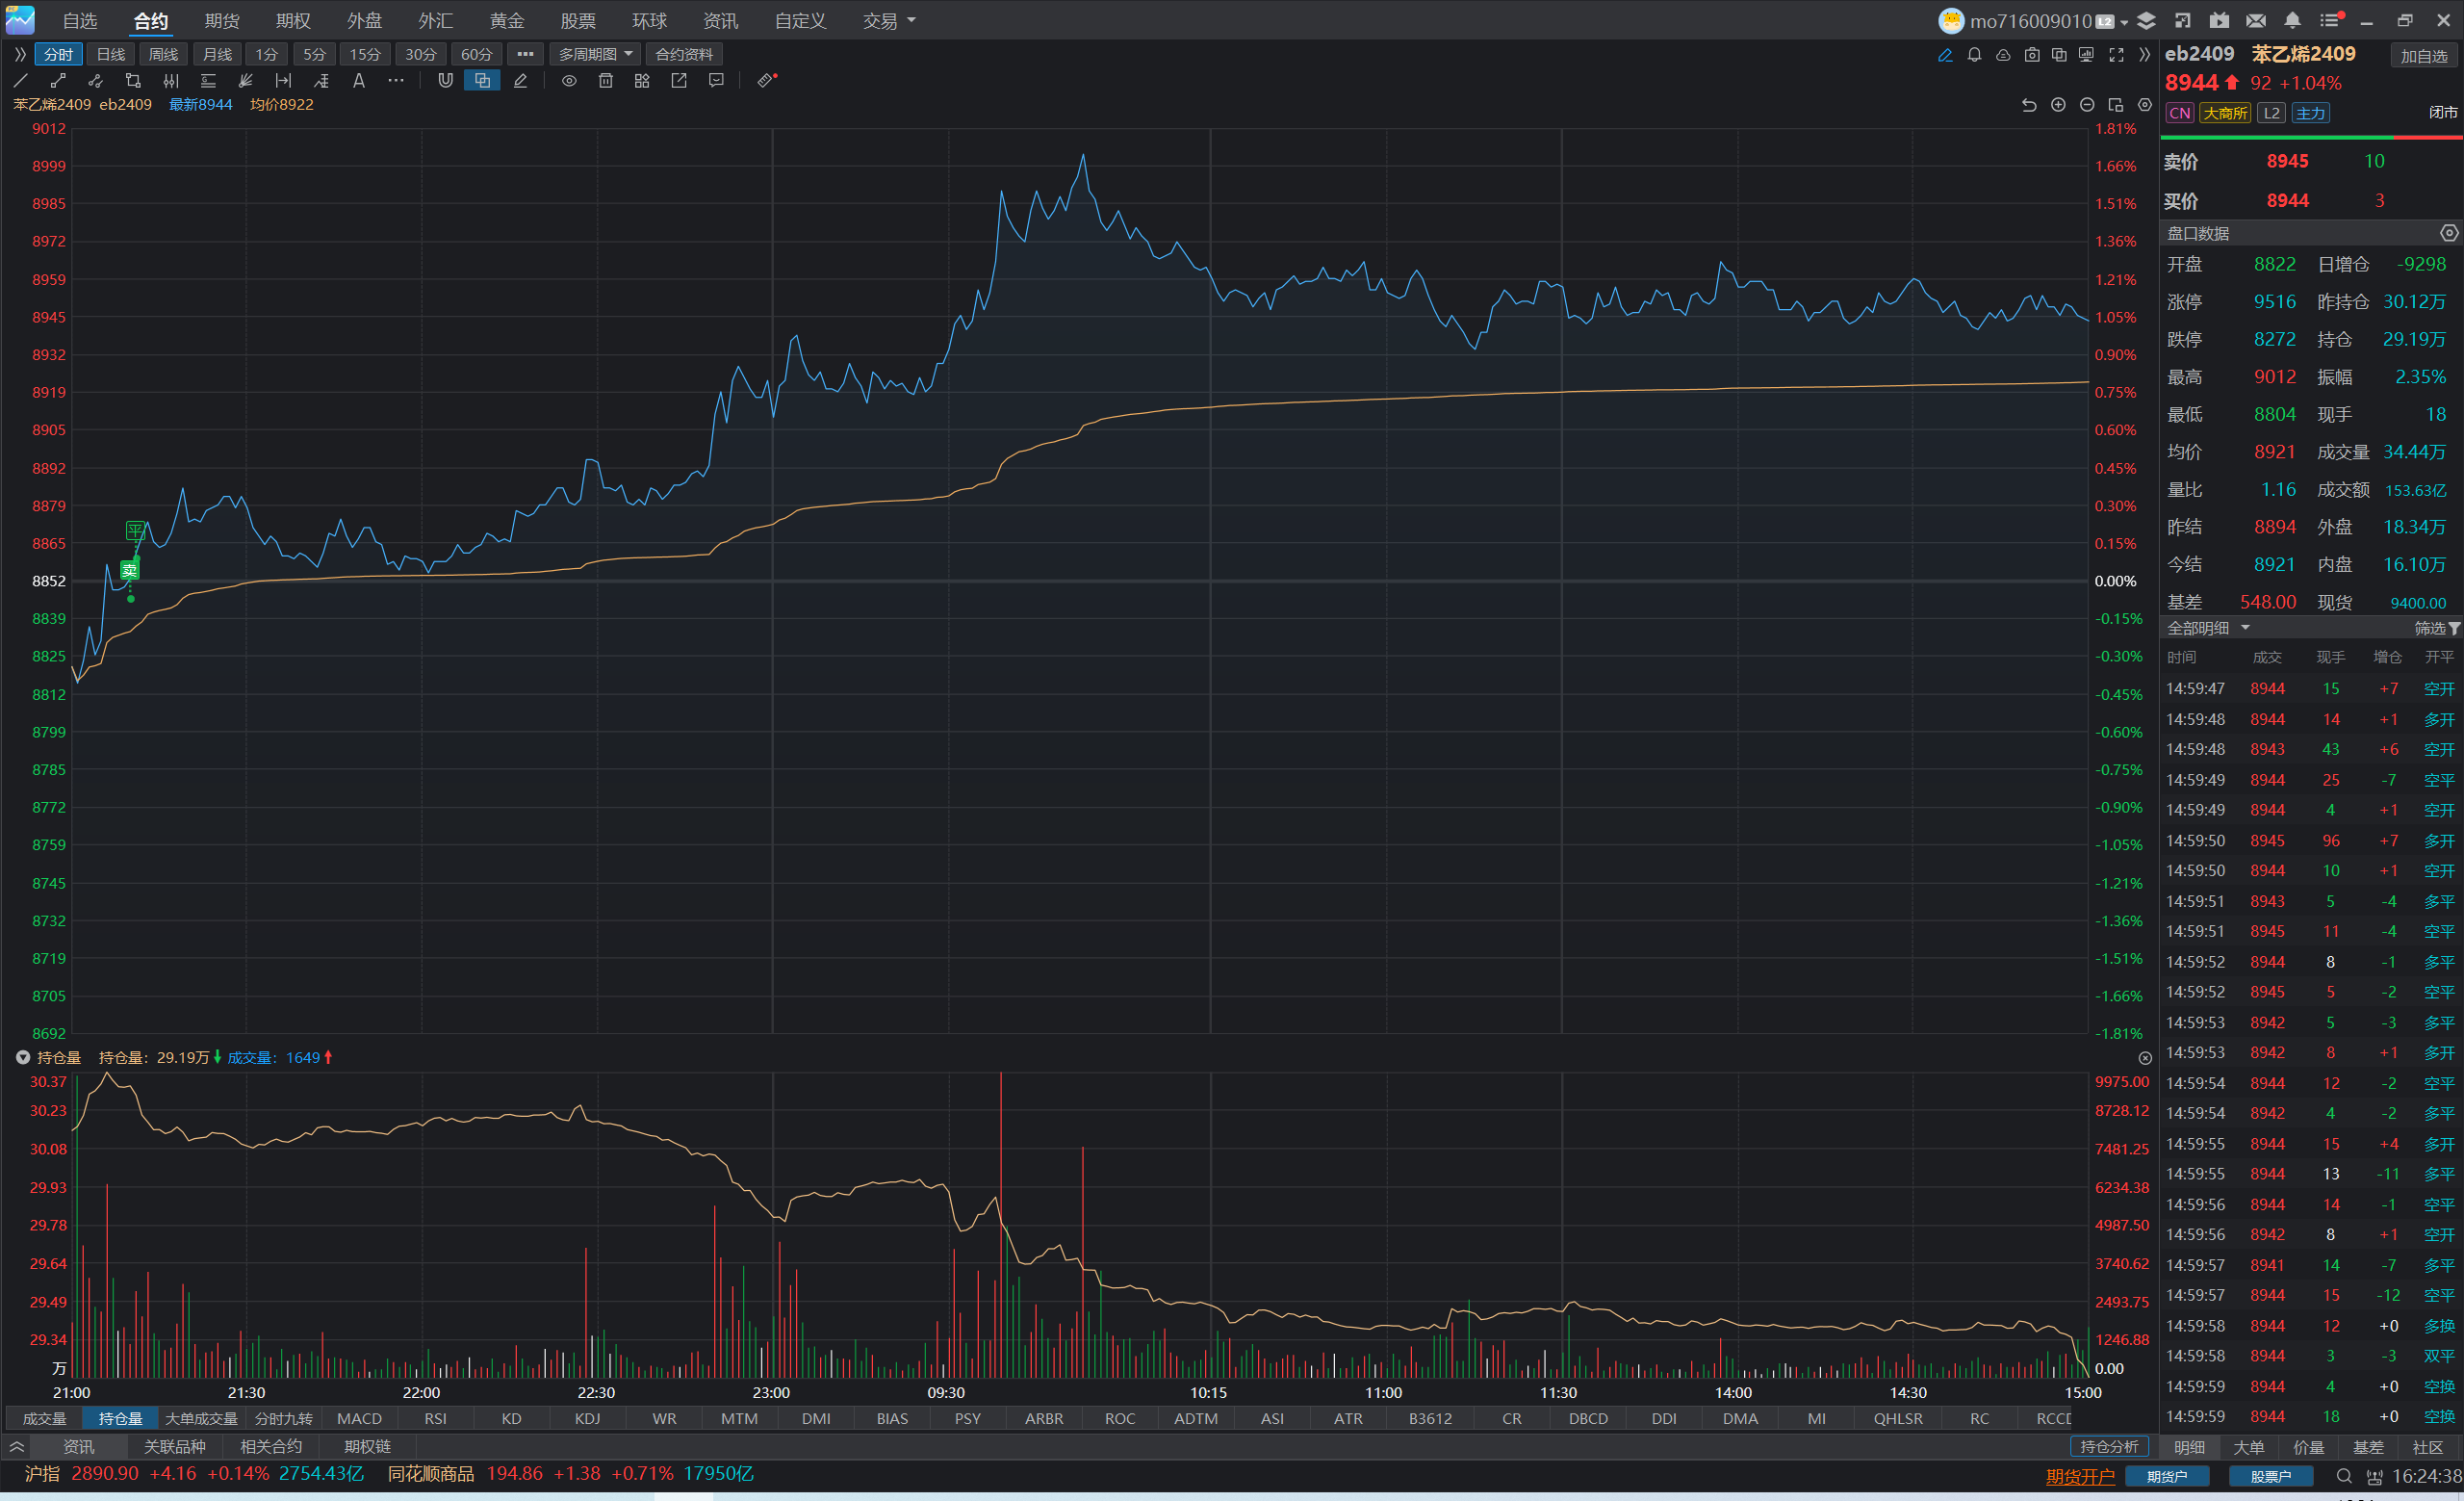 自选 合约 期货 期权 外盘 外汇 黄金 股票 环球 资讯 自定义 交易 mo716009010 L2
分时 日线 周线 月线 1分 5分 15分 30分 60分 ••• 多周期图 合约资料
苯乙烯2409 eb2409 最新8944 均价8922
9012 1.81%
8999 1.66%
8985 1.51%
8972 1.36%
8959 1.21%
8945 1.05%
8932 0.90%
8919 0.75%
8905 0.60%
8892 0.45%
8879 0.30%
8865 0.15%
8852 0.00%
8839 -0.15%
8825 -0.30%
8812 -0.45%
8799 -0.60%
8785 -0.75%
8772 -0.90%
8759 -1.05%
8745 -1.21%
8732 -1.36%
8719 -1.51%
8705 -1.66%
8692 -1.81%
平
卖
持仓量 持仓量: 29.19万 成交量: 1649
30.37 9975.00
30.23 8728.12
30.08 7481.25
29.93 6234.38
29.78 4987.50
29.64 3740.62
29.49 2493.75
29.34 1246.88
万 0.00
21:00 21:30 22:00 22:30 23:00 09:30 10:15 11:00 11:30 14:00 14:30 15:00
成交量 持仓量 大单成交量 分时九转 MACD RSI KD KDJ WR MTM DMI BIAS PSY ARBR ROC ADTM ASI ATR B3612 CR DBCD DDI DMA MI QHLSR RC RCCD
资讯 关联品种 相关合约 期权链 持仓分析
eb2409 苯乙烯2409 加自选
8944 92 +1.04%
CN 大商所 L2 主力 闭市
卖价 8945 10
买价 8944 3
盘口数据
开盘 8822 日增仓 -9298
涨停 9516 昨持仓 30.12万
跌停 8272 持仓 29.19万
最高 9012 振幅 2.35%
最低 8804 现手 18
均价 8921 成交量 34.44万
量比 1.16 成交额 153.63亿
昨结 8894 外盘 18.34万
今结 8921 内盘 16.10万
基差 548.00 现货 9400.00
全部明细 筛选
时间 成交 现手 增仓 开平
14:59:47 8944 15 +7 空开
14:59:48 8944 14 +1 多开
14:59:48 8943 43 +6 空开
14:59:49 8944 25 -7 空平
14:59:49 8944 4 +1 空开
14:59:50 8945 96 +7 多开
14:59:50 8944 10 +1 空开
14:59:51 8943 5 -4 多平
14:59:51 8945 11 -4 空平
14:59:52 8944 8 -1 多平
14:59:52 8945 5 -2 空平
14:59:53 8942 5 -3 多平
14:59:53 8942 8 +1 多开
14:59:54 8944 12 -2 空平
14:59:54 8942 4 -2 多平
14:59:55 8944 15 +4 多开
14:59:55 8944 13 -11 多平
14:59:56 8944 14 -1 空平
14:59:56 8942 8 +1 空开
14:59:57 8941 14 -7 多平
14:59:57 8944 15 -12 空平
14:59:58 8944 12 +0 多换
14:59:58 8944 3 -3 双平
14:59:59 8944 4 +0 空换
14:59:59 8944 18 +0 空换
明细 大单 价量 基差 社区
沪指 2890.90 +4.16 +0.14% 2754.43亿 同花顺商品 194.86 +1.38 +0.71% 17950亿 期货开户 期货户 股票户 16:24:38